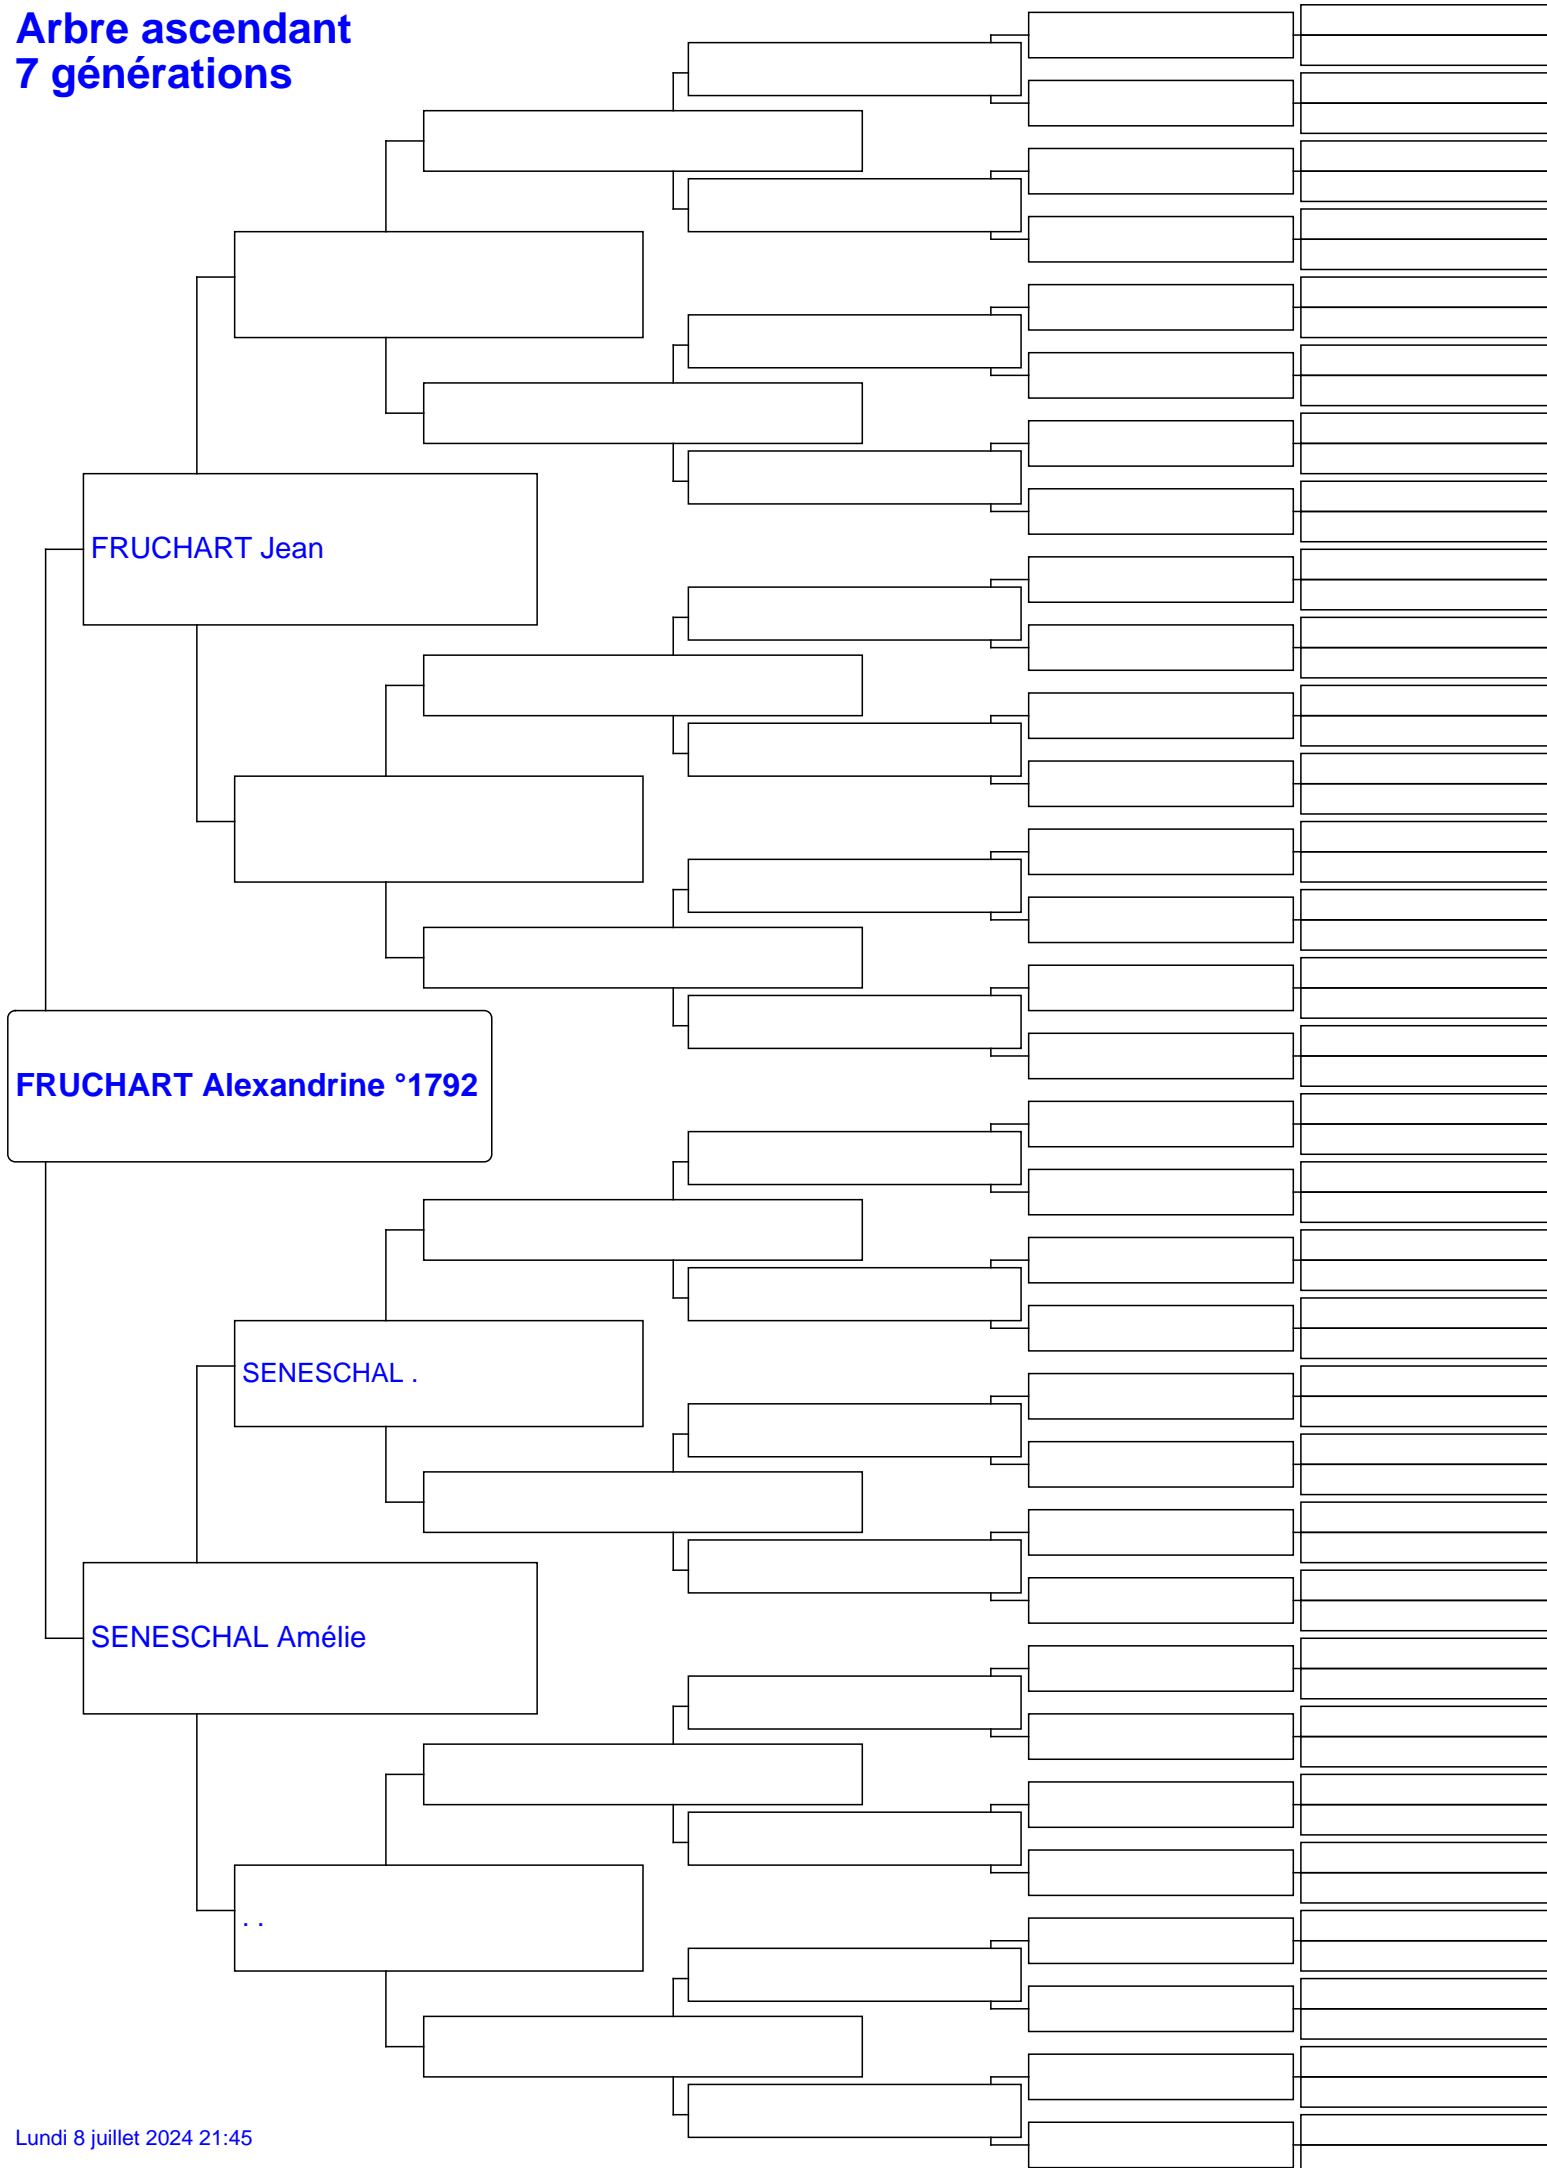 Arbre ascendant
7 générations
FRUCHART Jean
FRUCHART Alexandrine °1792
SENESCHAL .
SENESCHAL Amélie
. .
Lundi 8 juillet 2024 21:45